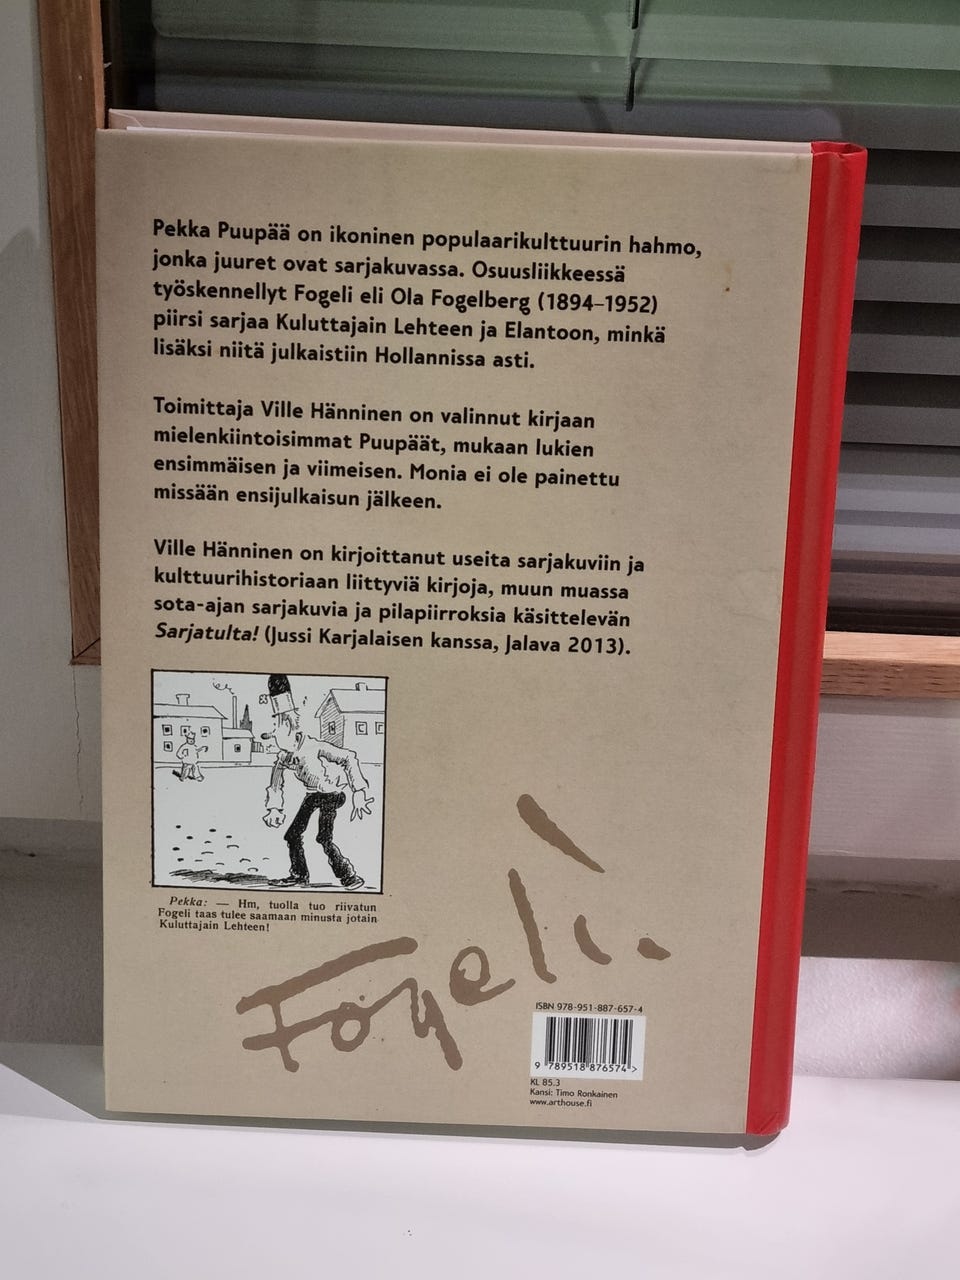 Pekka Puupää on ikoninen populaarikulttuurin hahmo,
jonka juuret ovat sarjakuvassa. Osuusliikkeessä
työskennellyt Fogeli eli Ola Fogelberg (1894–1952)
piirsi sarjaa Kuluttajain Lehteen ja Elantoon, minkä
lisäksi niitä julkaistiin Hollannissa asti.
Toimittaja Ville Hänninen on valinnut kirjaan
mielenkiintoisimmat Puupäät, mukaan lukien
ensimmäisen ja viimeisen. Monia ei ole painettu
missään ensijulkaisun jälkeen.
Ville Hänninen on kirjoittanut useita sarjakuviin ja
kulttuurihistoriaan liittyviä kirjoja, muun muassa
sota-ajan sarjakuvia ja pilapiirroksia käsittelevän
Sarjatulta! (Jussi Karjalaisen kanssa, Jalava 2013).
Pekka: — Hm, tuolla tuo riivatun
Fogeli taas tulee saamaan minusta jotain
Kuluttajain Lehteen!
Fogeli.
ISBN 978-951-887-657-4
9 789518 876574 >
KL 85.3
Kansi: Timo Ronkainen
www.arthouse.fi